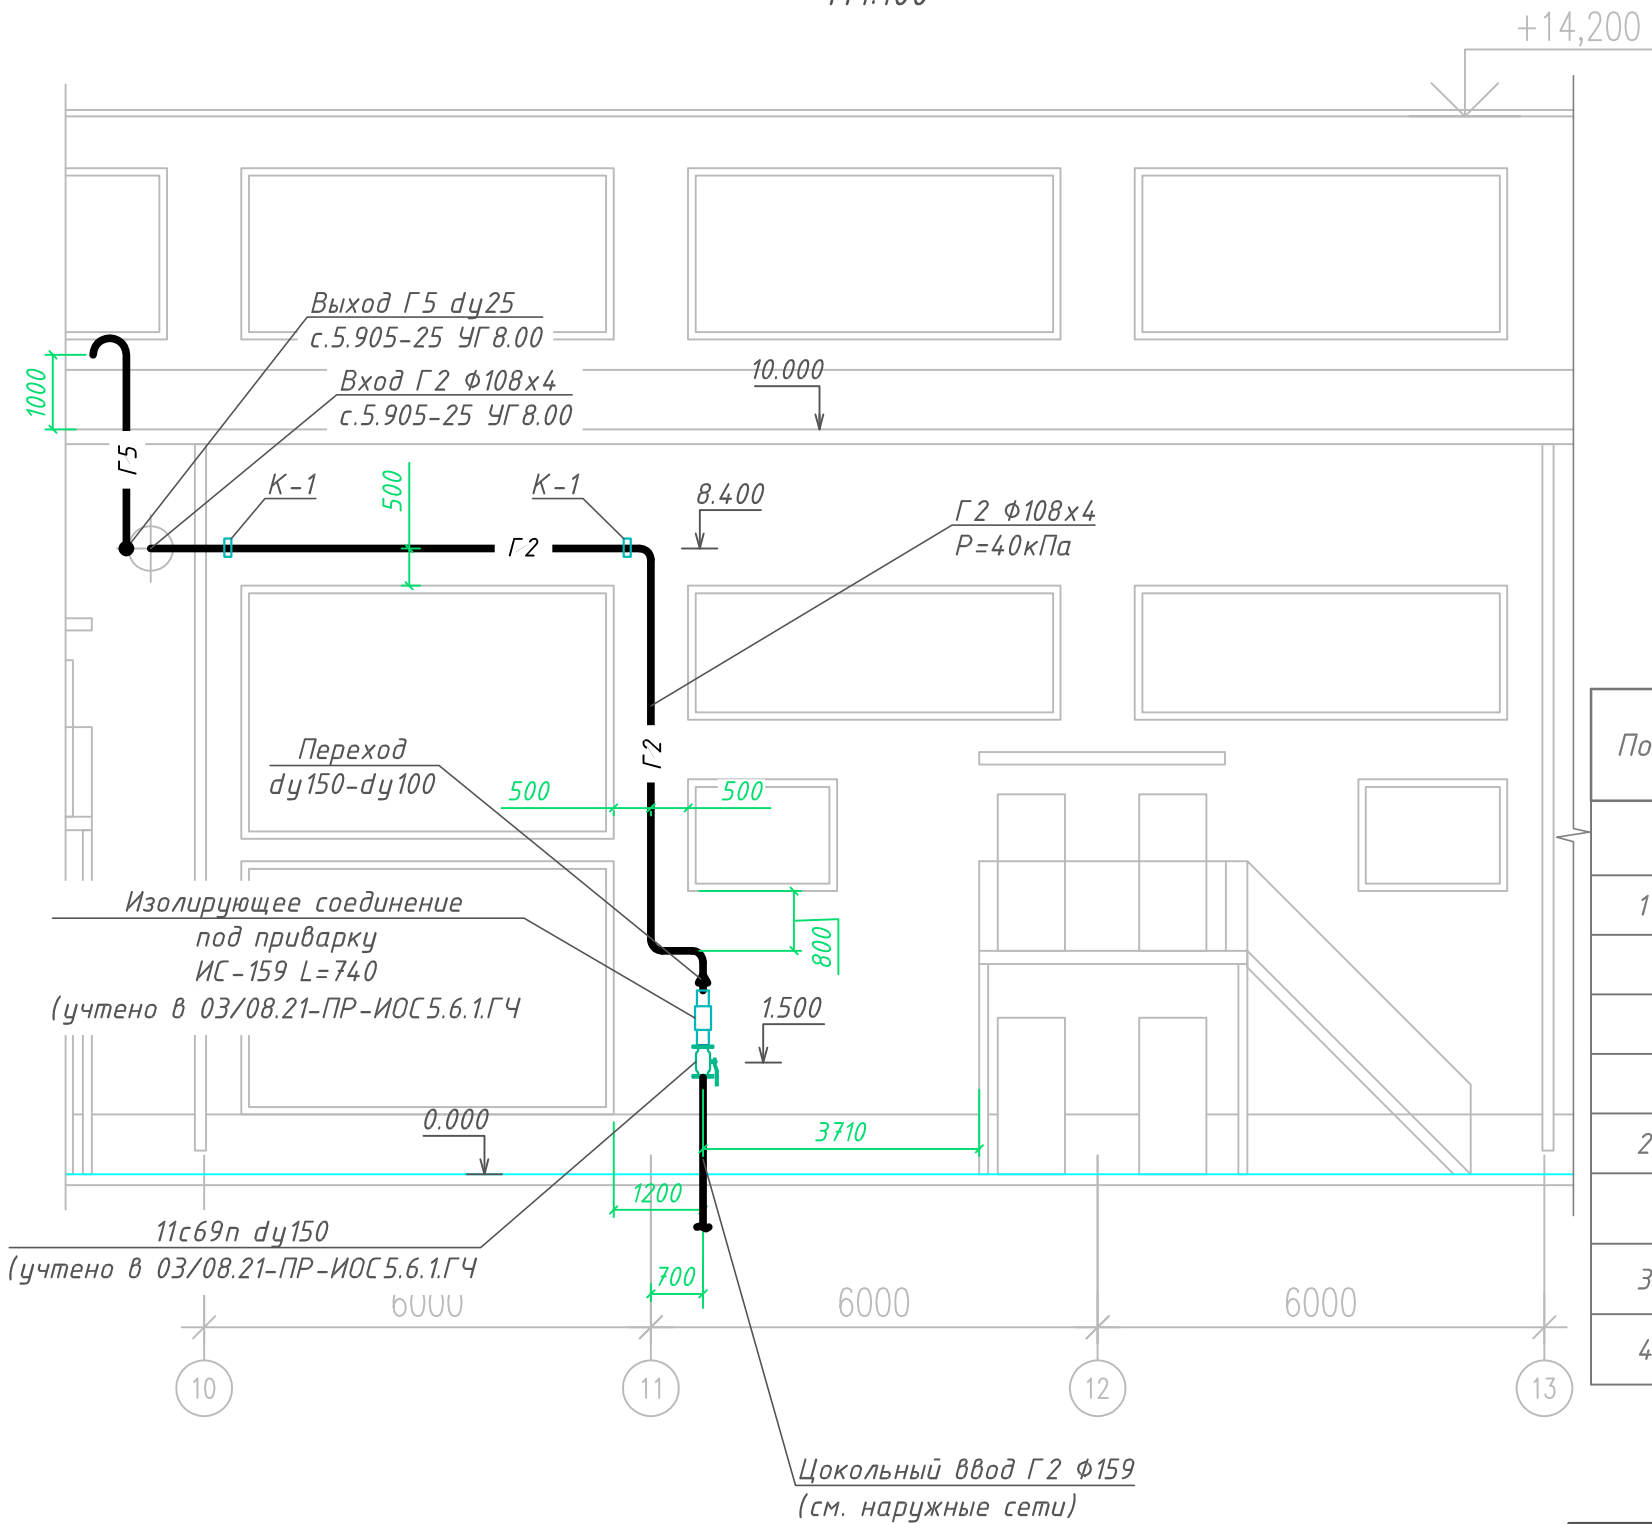 +14,200
Выход Г5 dy25
с.5.905-25 УГ8.00
Вход Г2 Ф108х4
с.5.905-25 УГ8.00
10.000
1000
Г5
К-1
500
К-1
8.400
Г2
Г2 Ф108х4
Р=40кПа
Г2
Переход
dy150-dy100
500
500
По
Изолирующее соединение
под приварку
ИС-159 L=740
(учтено в 03/08.21-ПР-ИОС5.6.1.ГЧ
800
1
1.500
0.000
3710
2
1200
11с69п dy150
(учтено в 03/08.21-ПР-ИОС5.6.1.ГЧ
700
3
6000
6000
6000
4
10
11
12
13
Цокольный ввод Г2 Ф159
(см. наружные сети)